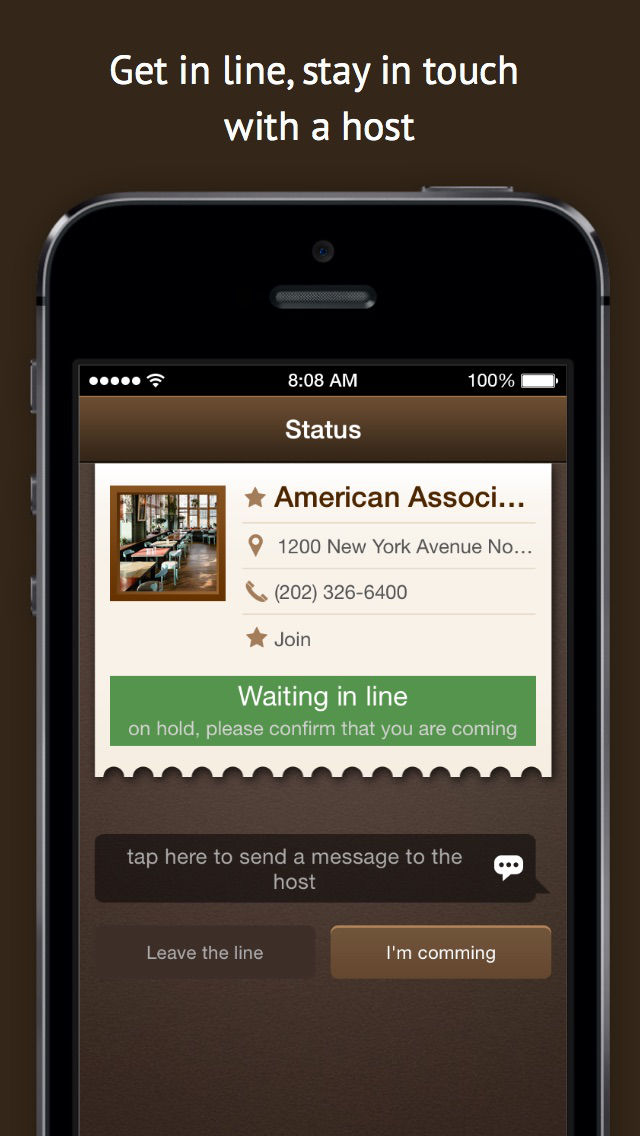 Get in line, stay in touch
with a host
8:08 AM
100%
Status
American Associ...
1200 New York Avenue No...
(202) 326-6400
Join
Waiting in line
on hold, please confirm that you are coming
tap here to send a message to the
host
Leave the line
I'm comming